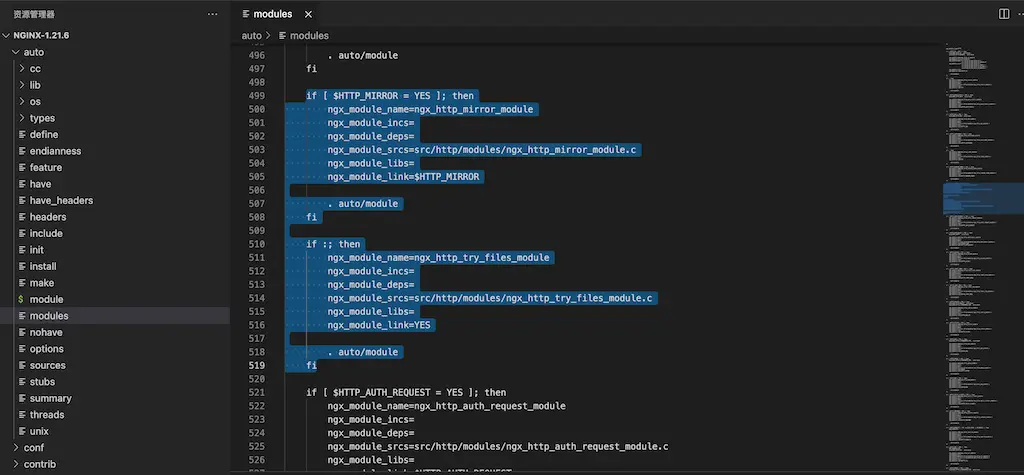 资源管理器 ···
NGINX-1.21.6
auto
cc
lib
os
types
define
endianness
feature
have
have_headers
headers
include
init
install
make
$ module
modules
nohave
options
sources
stubs
summary
threads
unix
conf
contrib
modules ×
auto > modules
496 . auto/module
497 fi
498
499 if [ $HTTP_MIRROR = YES ]; then
500 ngx_module_name=ngx_http_mirror_module
501 ngx_module_incs=
502 ngx_module_deps=
503 ngx_module_srcs=src/http/modules/ngx_http_mirror_module.c
504 ngx_module_libs=
505 ngx_module_link=$HTTP_MIRROR
506
507 . auto/module
508 fi
509
510 if :; then
511 ngx_module_name=ngx_http_try_files_module
512 ngx_module_incs=
513 ngx_module_deps=
514 ngx_module_srcs=src/http/modules/ngx_http_try_files_module.c
515 ngx_module_libs=
516 ngx_module_link=YES
517
518 . auto/module
519 fi
520
521 if [ $HTTP_AUTH_REQUEST = YES ]; then
522 ngx_module_name=ngx_http_auth_request_module
523 ngx_module_incs=
524 ngx_module_deps=
525 ngx_module_srcs=src/http/modules/ngx_http_auth_request_module.c
526 ngx_module_libs=